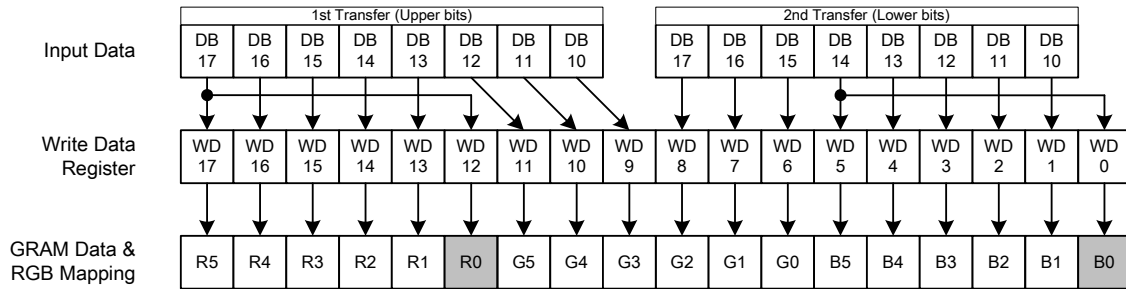 1st Transfer (Upper bits) 2nd Transfer (Lower bits)
Input Data DB 17 DB 16 DB 15 DB 14 DB 13 DB 12 DB 11 DB 10 DB 17 DB 16 DB 15 DB 14 DB 13 DB 12 DB 11 DB 10
Write Data Register WD 17 WD 16 WD 15 WD 14 WD 13 WD 12 WD 11 WD 10 WD 9 WD 8 WD 7 WD 6 WD 5 WD 4 WD 3 WD 2 WD 1 WD 0
GRAM Data & RGB Mapping R5 R4 R3 R2 R1 R0 G5 G4 G3 G2 G1 G0 B5 B4 B3 B2 B1 B0